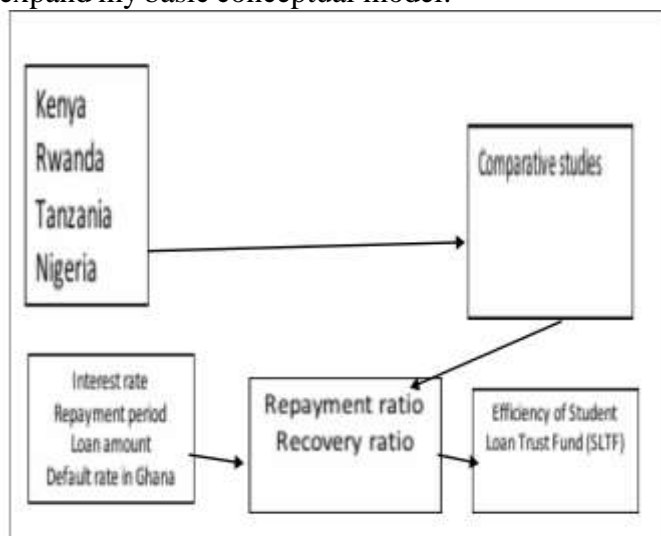 expand my basic conceptual model.
Kenya
Rwanda
Tanzania
Nigeria
Comparative studies
Interest rate
Repayment period
Loan amount
Default rate in Ghana
Repayment ratio
Recovery ratio
Efficiency of Student
Loan Trust Fund (SLTF)